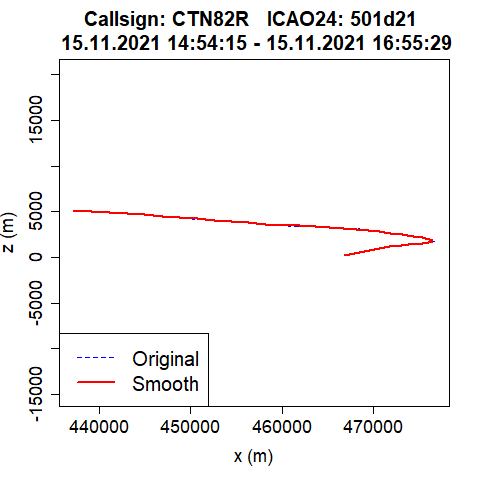 Callsign: CTN82R   ICAO24: 501d21
15.11.2021 14:54:15 - 15.11.2021 16:55:29
z (m)
15000
5000
0
-5000
-15000
Original
Smooth
440000
450000
460000
470000
x (m)